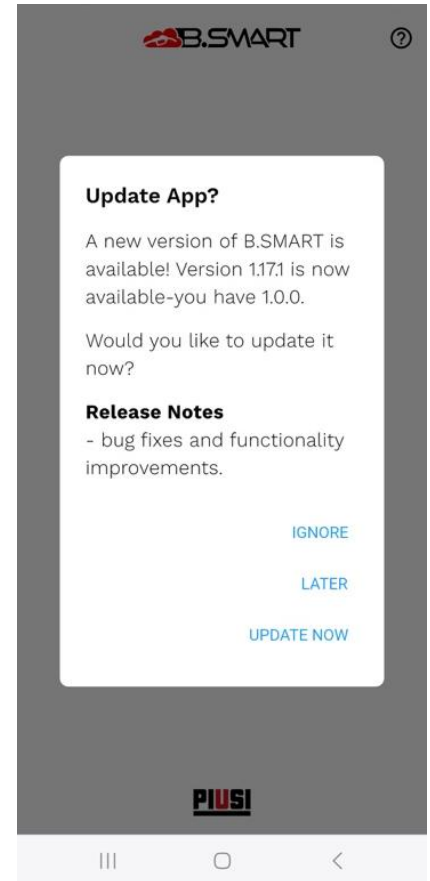 B.SMART
Update App?
A new version of B.SMART is
available! Version 1.17.1 is now
available-you have 1.0.0.
Would you like to update it
now?
Release Notes
- bug fixes and functionality
improvements.
IGNORE
LATER
UPDATE NOW
PIUSI